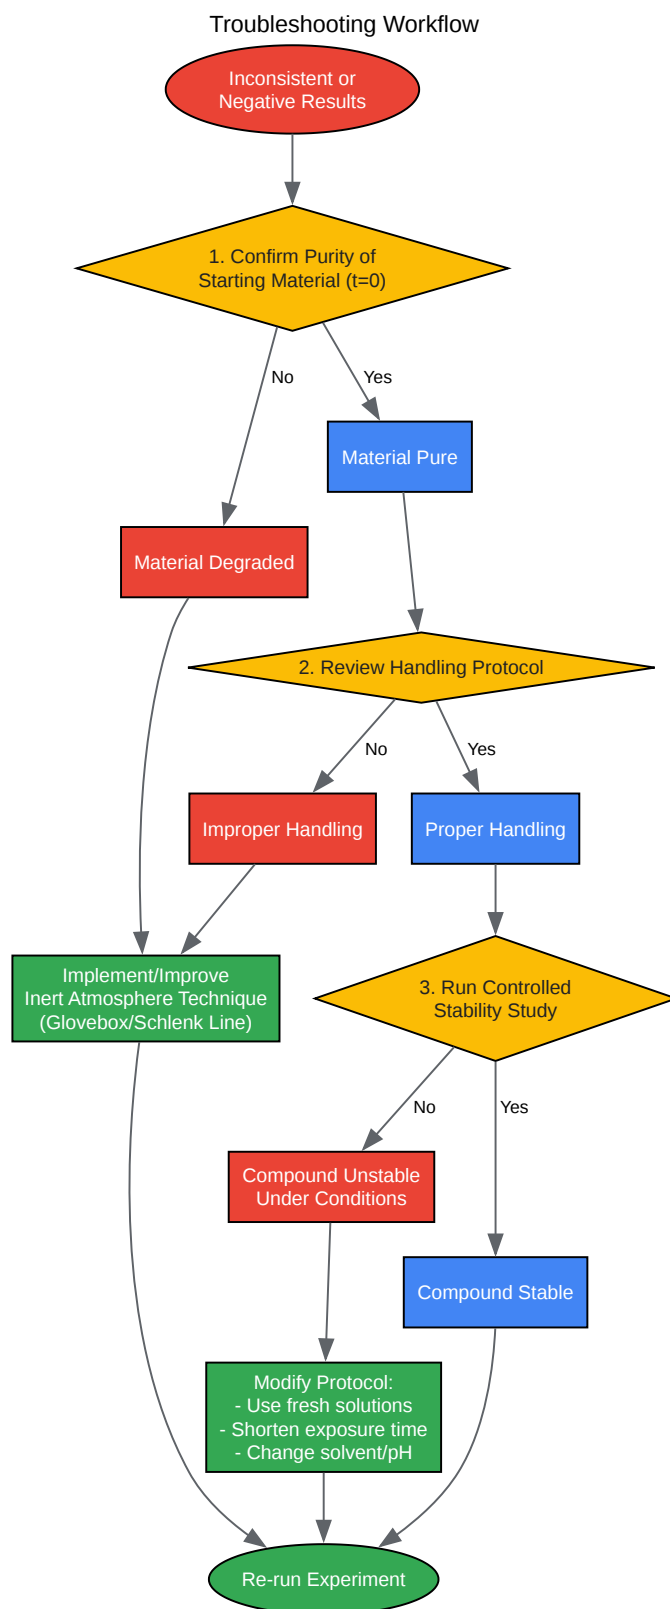 Troubleshooting Workflow
Inconsistent or
Negative Results
1. Confirm Purity of
Starting Material (t=0)
No
Yes
Material Pure
Material Degraded
2. Review Handling Protocol
No
Yes
Improper Handling
Proper Handling
Implement/Improve
Inert Atmosphere Technique
(Glovebox/Schlenk Line)
3. Run Controlled
Stability Study
No
Yes
Compound Unstable
Under Conditions
Compound Stable
Modify Protocol:
- Use fresh solutions
- Shorten exposure time
- Change solvent/pH
Re-run Experiment